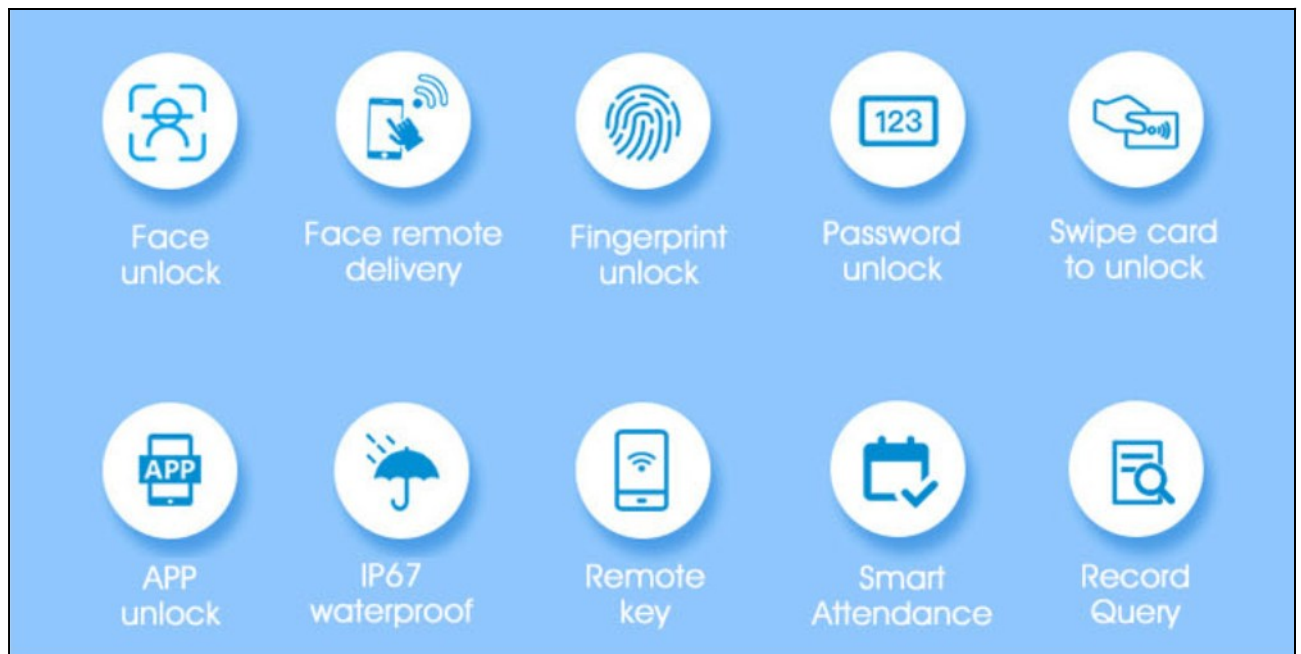 Face
unlock
Face remote
delivery
Fingerprint
unlock
123
Password
unlock
Swipe card
to unlock
APP
APP
unlock
IP67
waterproof
Remote
key
Smart
Attendance
Record
Query